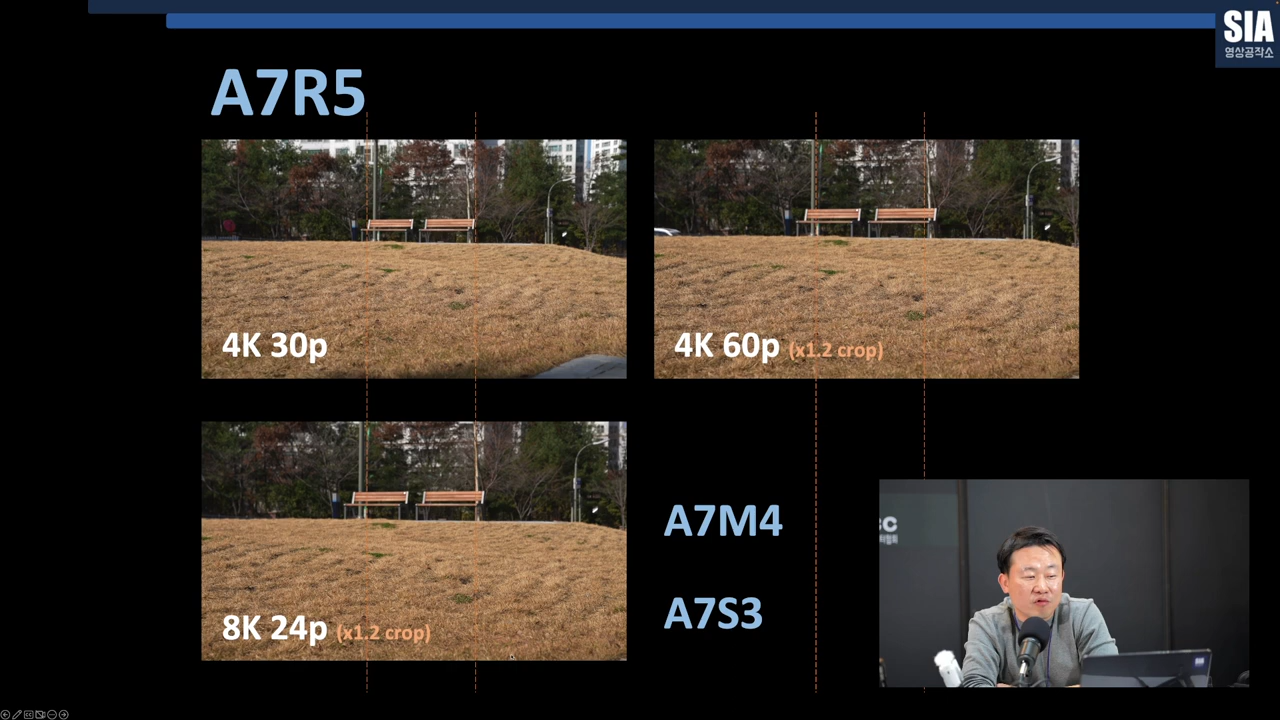 SIA
영상공작소
A7R5
4K 30p
4K 60p (x1.2 crop)
8K 24p (x1.2 crop)
A7M4
A7S3